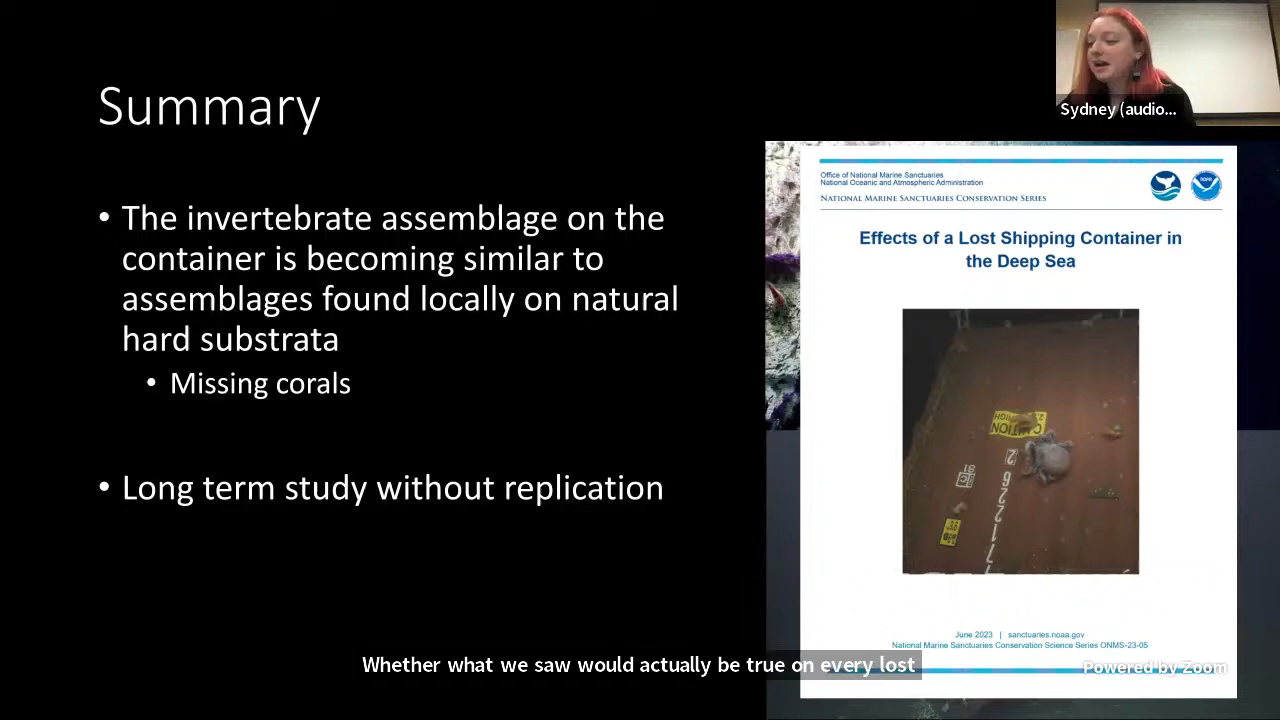 Summary
Sydney (audio...
• The invertebrate assemblage on the
container is becoming similar to
assemblages found locally on natural
hard substrata
• Missing corals
• Long term study without replication
Office of National Marine Sanctuaries
National Oceanic and Atmospheric Administration
National Marine Sanctuaries Conservation Series
NOAA
Effects of a Lost Shipping Container in
the Deep Sea
CAUTION
June 2023 | sanctuaries.noaa.gov
National Marine Sanctuaries Conservation Science Series ONMS-23-05
Whether what we saw would actually be true on every lost
Powered by Zoom